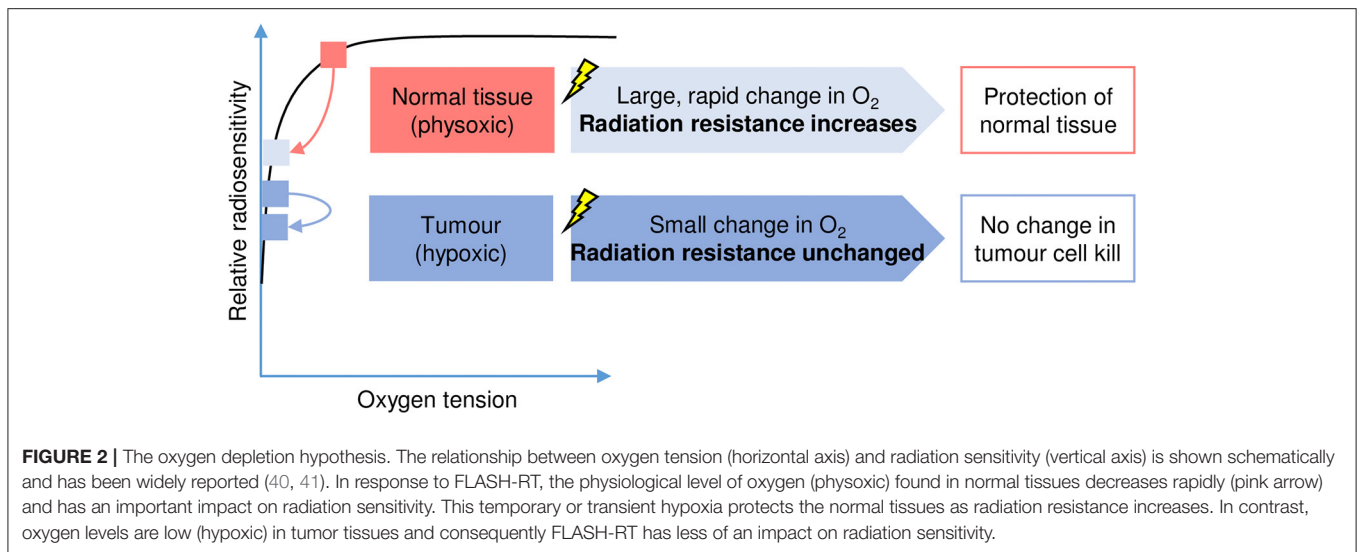 Relative radiosensitivity
Oxygen tension
Normal tissue
(physoxic)
Large, rapid change in O₂
Radiation resistance increases
Protection of
normal tissue
Tumour
(hypoxic)
Small change in O₂
Radiation resistance unchanged
No change in
tumour cell kill
FIGURE 2 | The oxygen depletion hypothesis. The relationship between oxygen tension (horizontal axis) and radiation sensitivity (vertical axis) is shown schematically
and has been widely reported (40, 41). In response to FLASH-RT, the physiological level of oxygen (physoxic) found in normal tissues decreases rapidly (pink arrow)
and has an important impact on radiation sensitivity. This temporary or transient hypoxia protects the normal tissues as radiation resistance increases. In contrast,
oxygen levels are low (hypoxic) in tumor tissues and consequently FLASH-RT has less of an impact on radiation sensitivity.